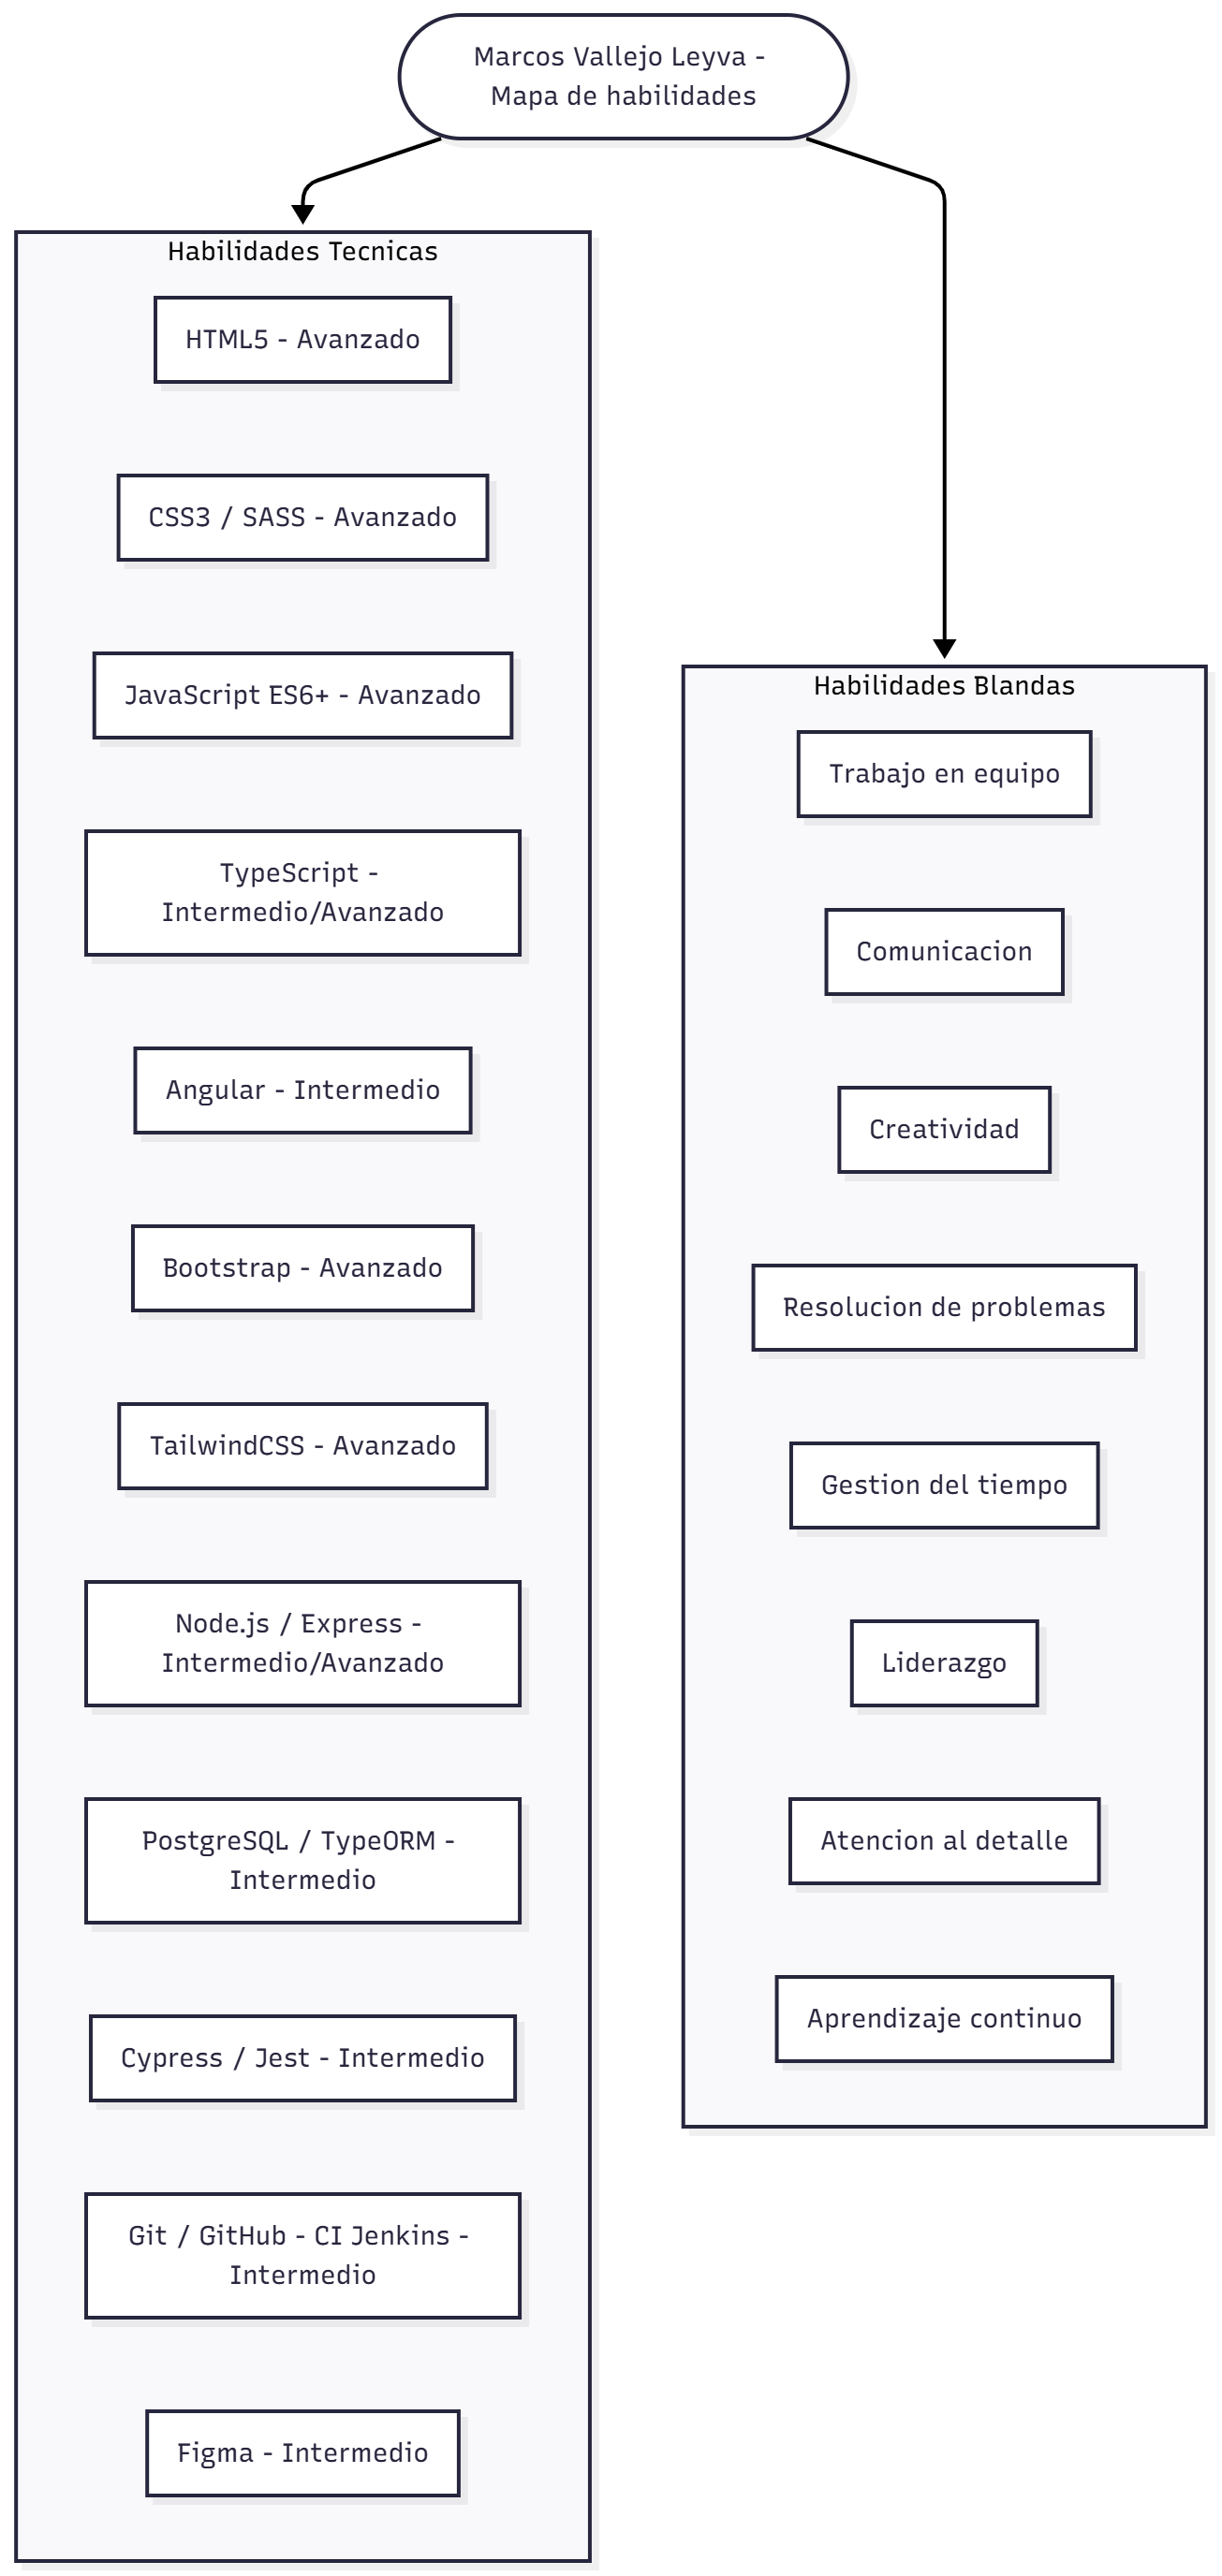 Marcos Vallejo Leyva -
Mapa de habilidades
Habilidades Tecnicas
HTML5 - Avanzado
CSS3 / SASS - Avanzado
JavaScript ES6+ - Avanzado
TypeScript -
Intermedio/Avanzado
Angular - Intermedio
Bootstrap - Avanzado
TailwindCSS - Avanzado
Node.js / Express -
Intermedio/Avanzado
PostgreSQL / TypeORM -
Intermedio
Cypress / Jest - Intermedio
Git / GitHub - CI Jenkins -
Intermedio
Figma - Intermedio
Habilidades Blandas
Trabajo en equipo
Comunicacion
Creatividad
Resolucion de problemas
Gestion del tiempo
Liderazgo
Atencion al detalle
Aprendizaje continuo